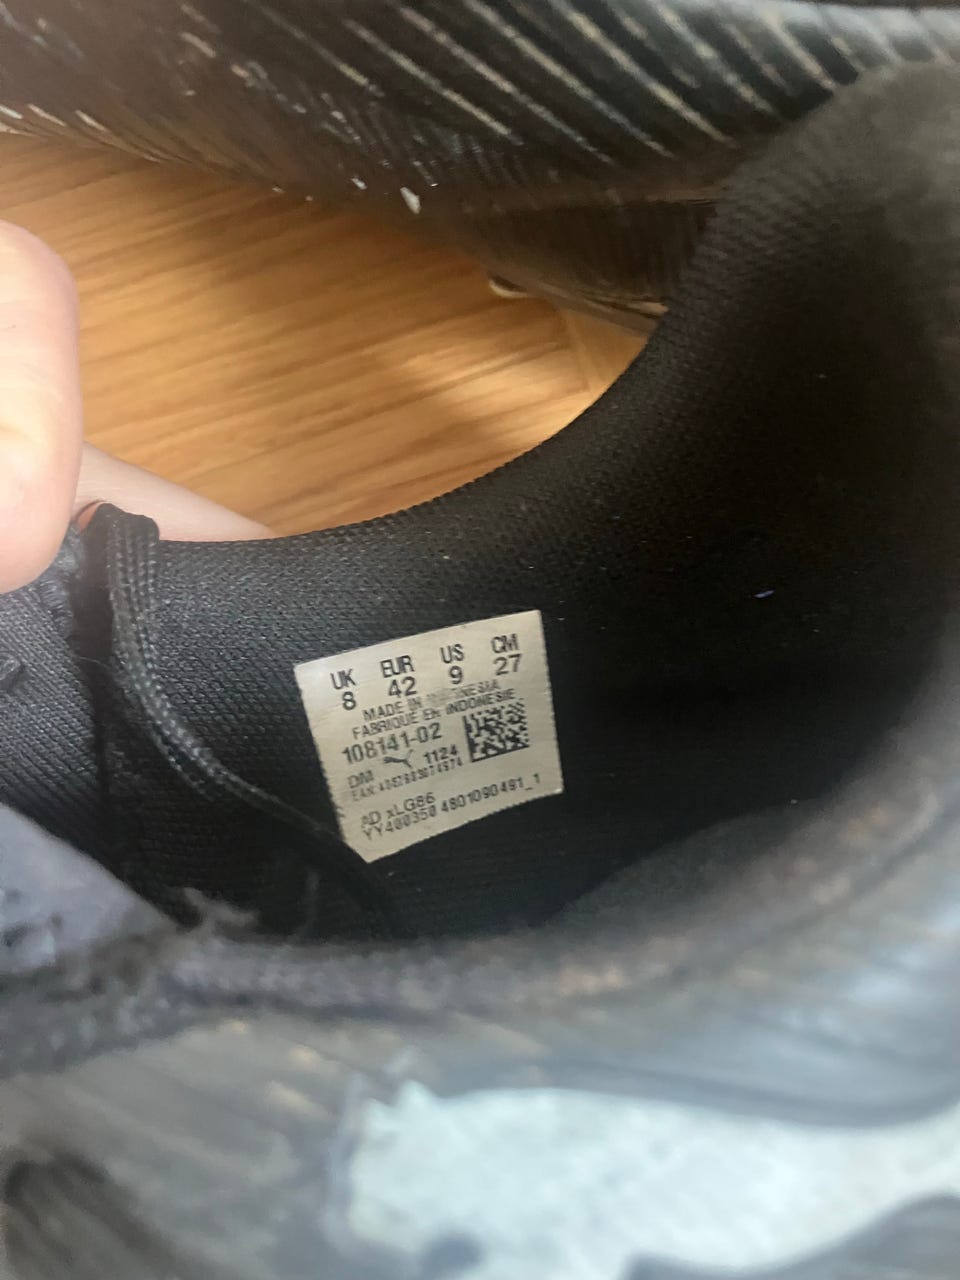 UK EUR US CM
8 42 9 27
MADE IN INDONESIA
FABRIQUE EN INDONESIE
108141-02
DM 1124
EAN:
xLG86
YY400350 4801090491_1